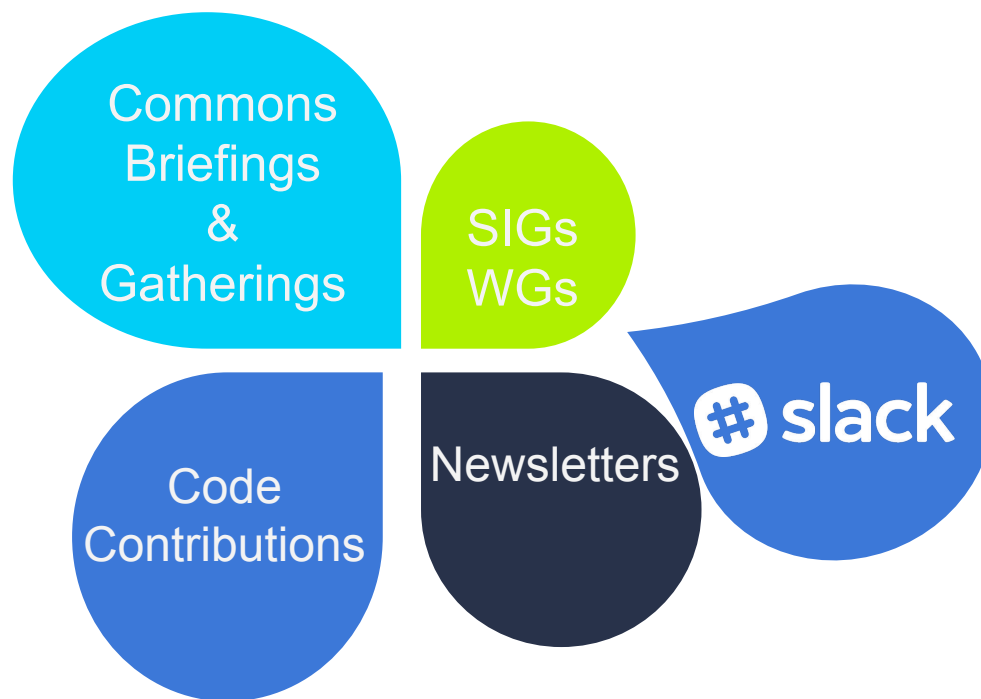 Commons
Briefings
&
Gatherings
SIGs
WGs
slack
Newsletters
Code
Contributions